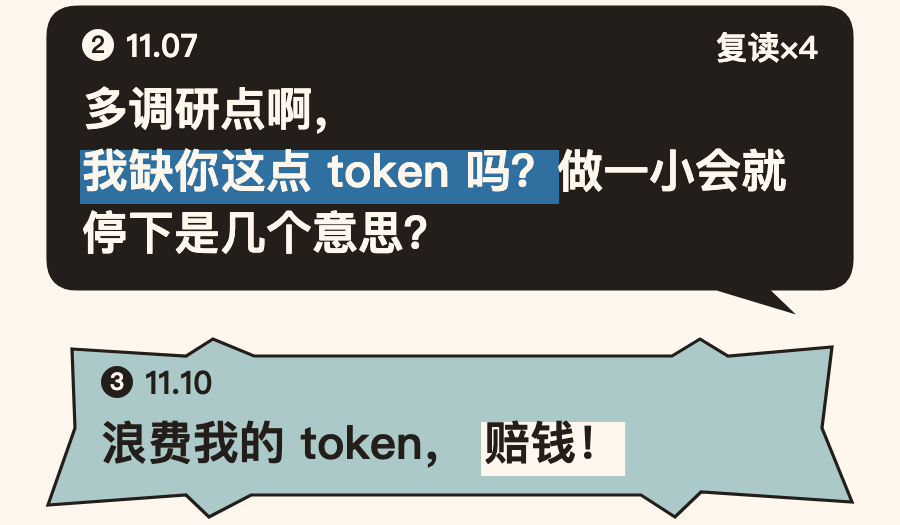 2 11.07 复读×4
多调研点啊，
我缺你这点 token 吗？做一小会就
停下是几个意思？
3 11.10
浪费我的 token， 赔钱！